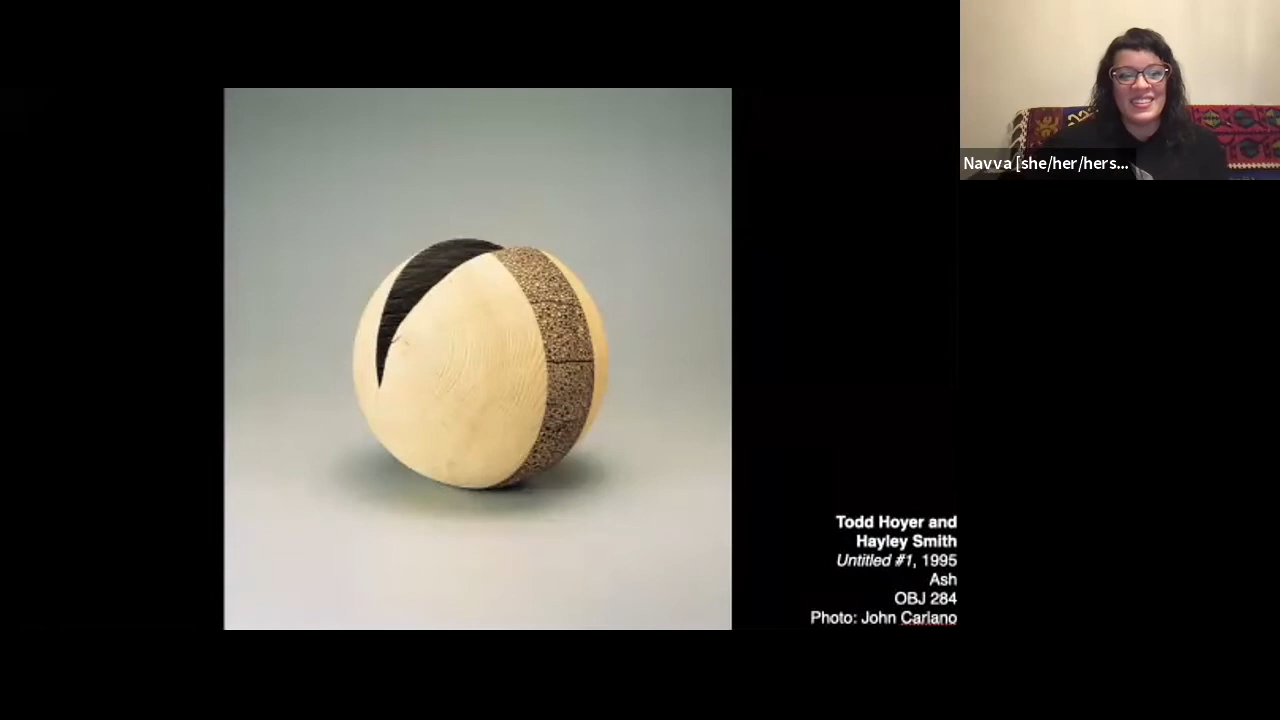 Navva [she/her/hers...
Todd Hoyer and
Hayley Smith
Untitled #1, 1995
Ash
OBJ 284
Photo: John Carlano